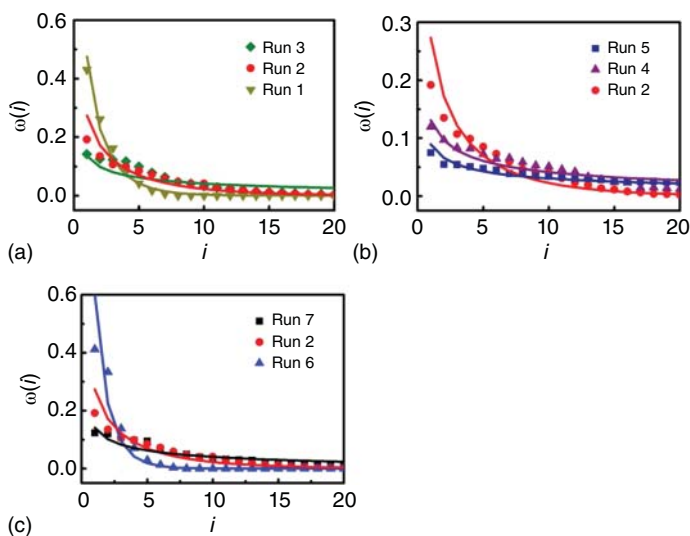 0.6
0.4
0.2
0.0
ω(i)
Run 3
Run 2
Run 1
0 5 10 15 20
(a) i
0.3
0.2
0.1
0.0
ω(i)
Run 5
Run 4
Run 2
0 5 10 15 20
(b) i
0.6
0.4
0.2
0.0
ω(i)
Run 7
Run 2
Run 6
0 5 10 15 20
(c) i